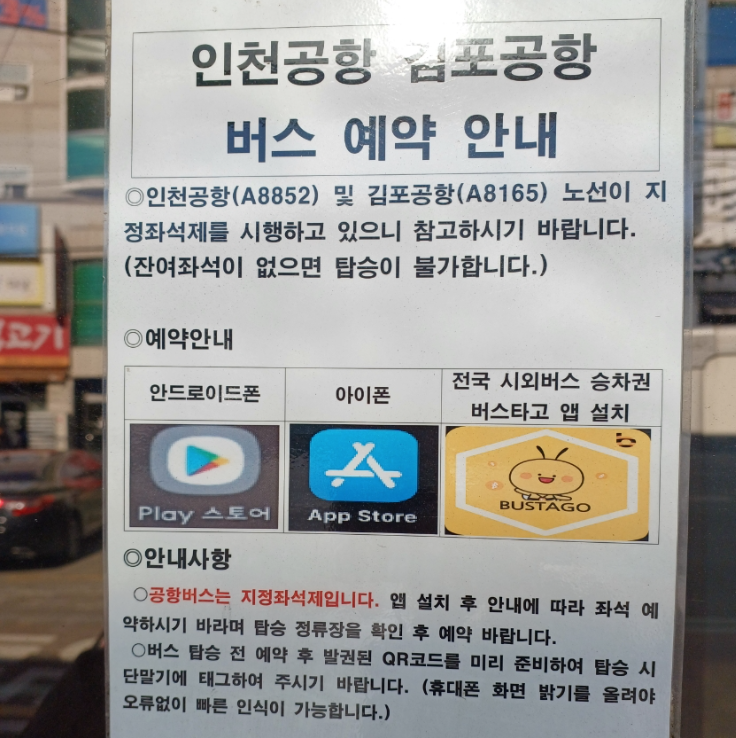 인천공항 김포공항
버스 예약 안내
◎인천공항(A8852) 및 김포공항(A8165) 노선이 지
정좌석제를 시행하고 있으니 참고하시기 바랍니다.
(잔여좌석이 없으면 탑승이 불가합니다.)
◎예약안내
안드로이드폰
아이폰
전국 시외버스 승차권
버스타고 앱 설치
Play 스토어
App Store
BUSTAGO
◎안내사항
○공항버스는 지정좌석제입니다. 앱 설치 후 안내에 따라 좌석 예
약하시기 바라며 탑승 정류장을 확인 후 예약 바랍니다.
○버스 탑승 전 예약 후 발권된 QR코드를 미리 준비하여 탑승 시
단말기에 태그하여 주시기 바랍니다. (휴대폰 화면 밝기를 올려야
오류없이 빠른 인식이 가능합니다.)